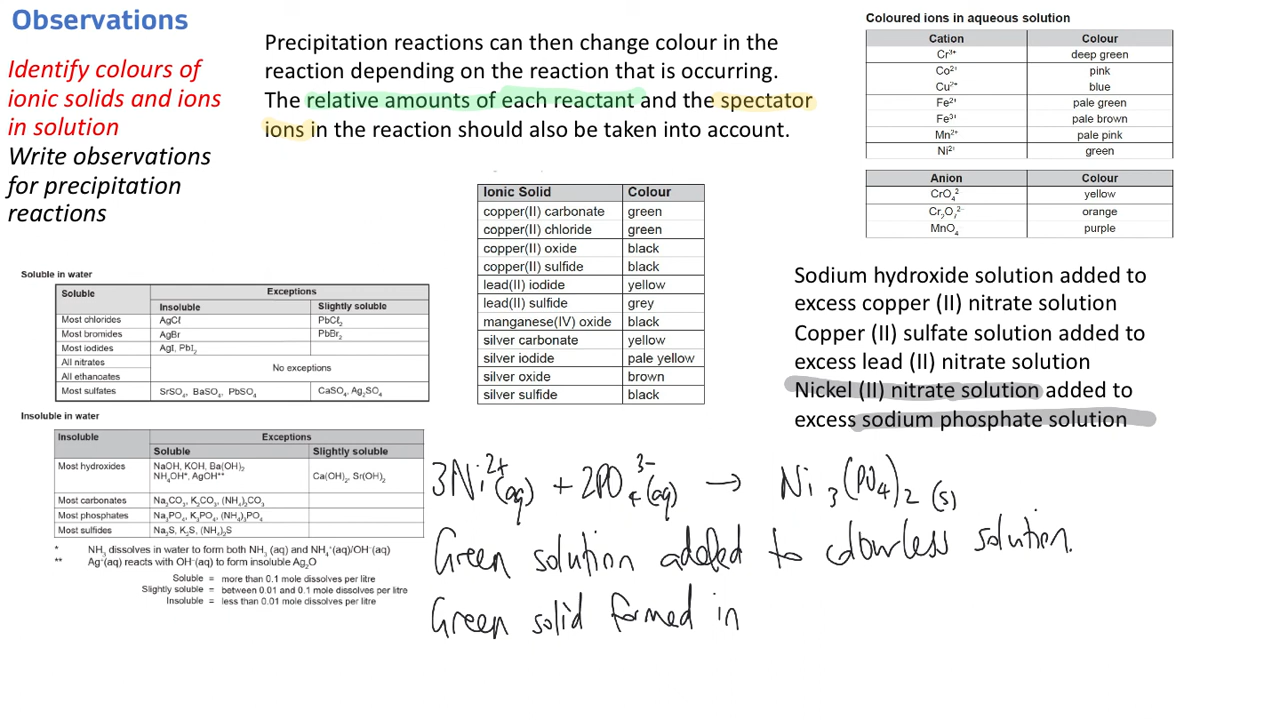 Observations
Identify colours of
ionic solids and ions
in solution
Write observations
for precipitation
reactions
Precipitation reactions can then change colour in the
reaction depending on the reaction that is occurring.
The relative amounts of each reactant and the spectator
ions in the reaction should also be taken into account.
Coloured ions in aqueous solution
Cation Colour
Cr³⁺ deep green
Co²⁺ pink
Cu²⁺ blue
Fe²⁺ pale green
Fe³⁺ pale brown
Mn²⁺ pale pink
Ni²⁺ green
Anion Colour
CrO₄² yellow
Cr₂O₇²⁻ orange
MnO₄ purple
Ionic Solid Colour
copper(II) carbonate green
copper(II) chloride green
copper(II) oxide black
copper(II) sulfide black
lead(II) iodide yellow
lead(II) sulfide grey
manganese(IV) oxide black
silver carbonate yellow
silver iodide pale yellow
silver oxide brown
silver sulfide black
Soluble in water
Soluble Exceptions
Insoluble Slightly soluble
Most chlorides AgCℓ PbCℓ₂
Most bromides AgBr PbBr₂
Most iodides AgI, PbI₂
All nitrates
No exceptions
All ethanoates
Most sulfates SrSO₄, BaSO₄, PbSO₄ CaSO₄, Ag₂SO₄
Insoluble in water
Insoluble Exceptions
Soluble Slightly soluble
Most hydroxides NaOH, KOH, Ba(OH)₂
NH₄OH*, AgOH** Ca(OH)₂, Sr(OH)₂
Most carbonates Na₂CO₃, K₂CO₃, (NH₄)₂CO₃
Most phosphates Na₃PO₄, K₃PO₄, (NH₄)₃PO₄
Most sulfides Na₂S, K₂S, (NH₄)₂S
* NH₃ dissolves in water to form both NH₃ (aq) and NH₄⁺(aq)/OH⁻(aq)
** Ag⁺(aq) reacts with OH⁻(aq) to form insoluble Ag₂O
Soluble = more than 0.1 mole dissolves per litre
Slightly soluble = between 0.01 and 0.1 mole dissolves per litre
Insoluble = less than 0.01 mole dissolves per litre
Sodium hydroxide solution added to
excess copper (II) nitrate solution
Copper (II) sulfate solution added to
excess lead (II) nitrate solution
Nickel (II) nitrate solution added to
excess sodium phosphate solution
3Ni²⁺(aq) + 2PO₄³⁻(aq) → Ni₃(PO₄)₂(s)
Green solution added to colourless solution.
Green solid formed in